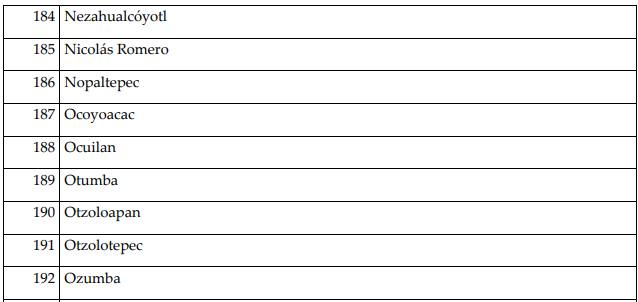 184 Nezahualcóyotl
185 Nicolás Romero
186 Nopaltepec
187 Ocoyoacac
188 Ocuilan
189 Otumba
190 Otzoloapan
191 Otzolotepec
192 Ozumba